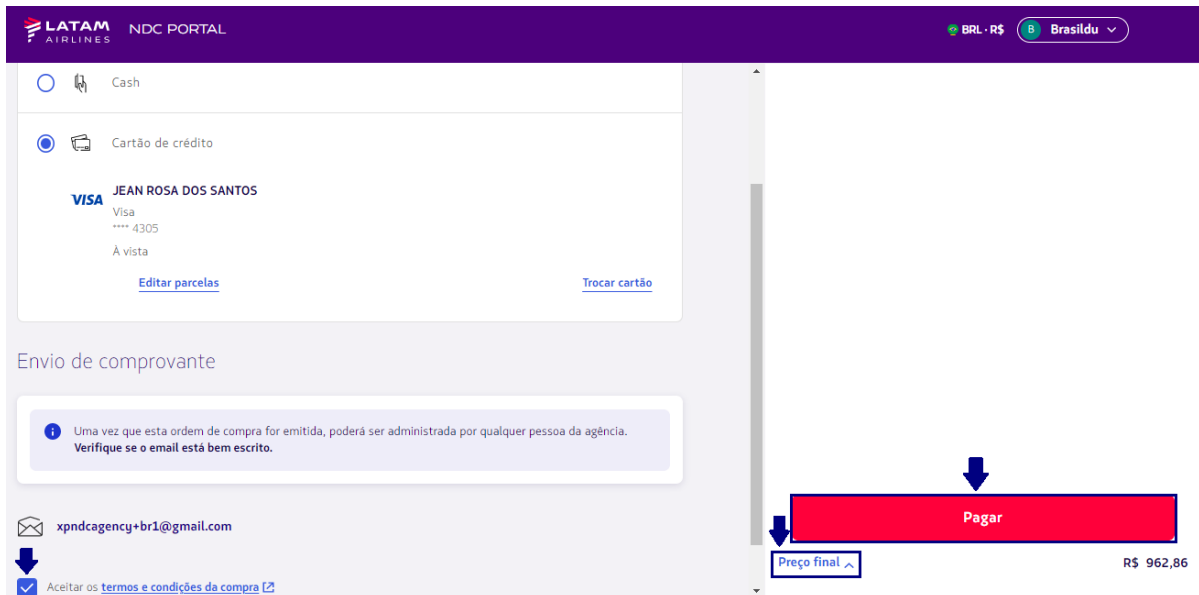 LATAM AIRLINES NDC PORTAL
BRL · R$ B Brasildu
Cash
Cartão de crédito
VISA
JEAN ROSA DOS SANTOS
Visa
**** 4305
À vista
Editar parcelas
Trocar cartão
Envio de comprovante
Uma vez que esta ordem de compra for emitida, poderá ser administrada por qualquer pessoa da agência.
Verifique se o email está bem escrito.
xpndcagency+br1@gmail.com
Aceitar os termos e condições da compra
Pagar
Preço final
R$ 962,86